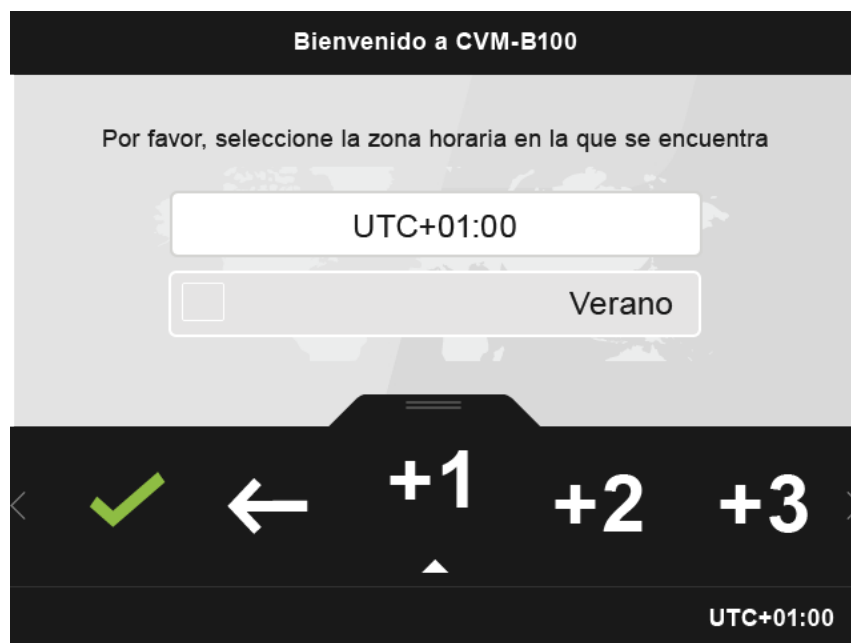 Bienvenido a CVM-B100
Por favor, seleccione la zona horaria en la que se encuentra
UTC+01:00
Verano
+1 +2 +3
UTC+01:00